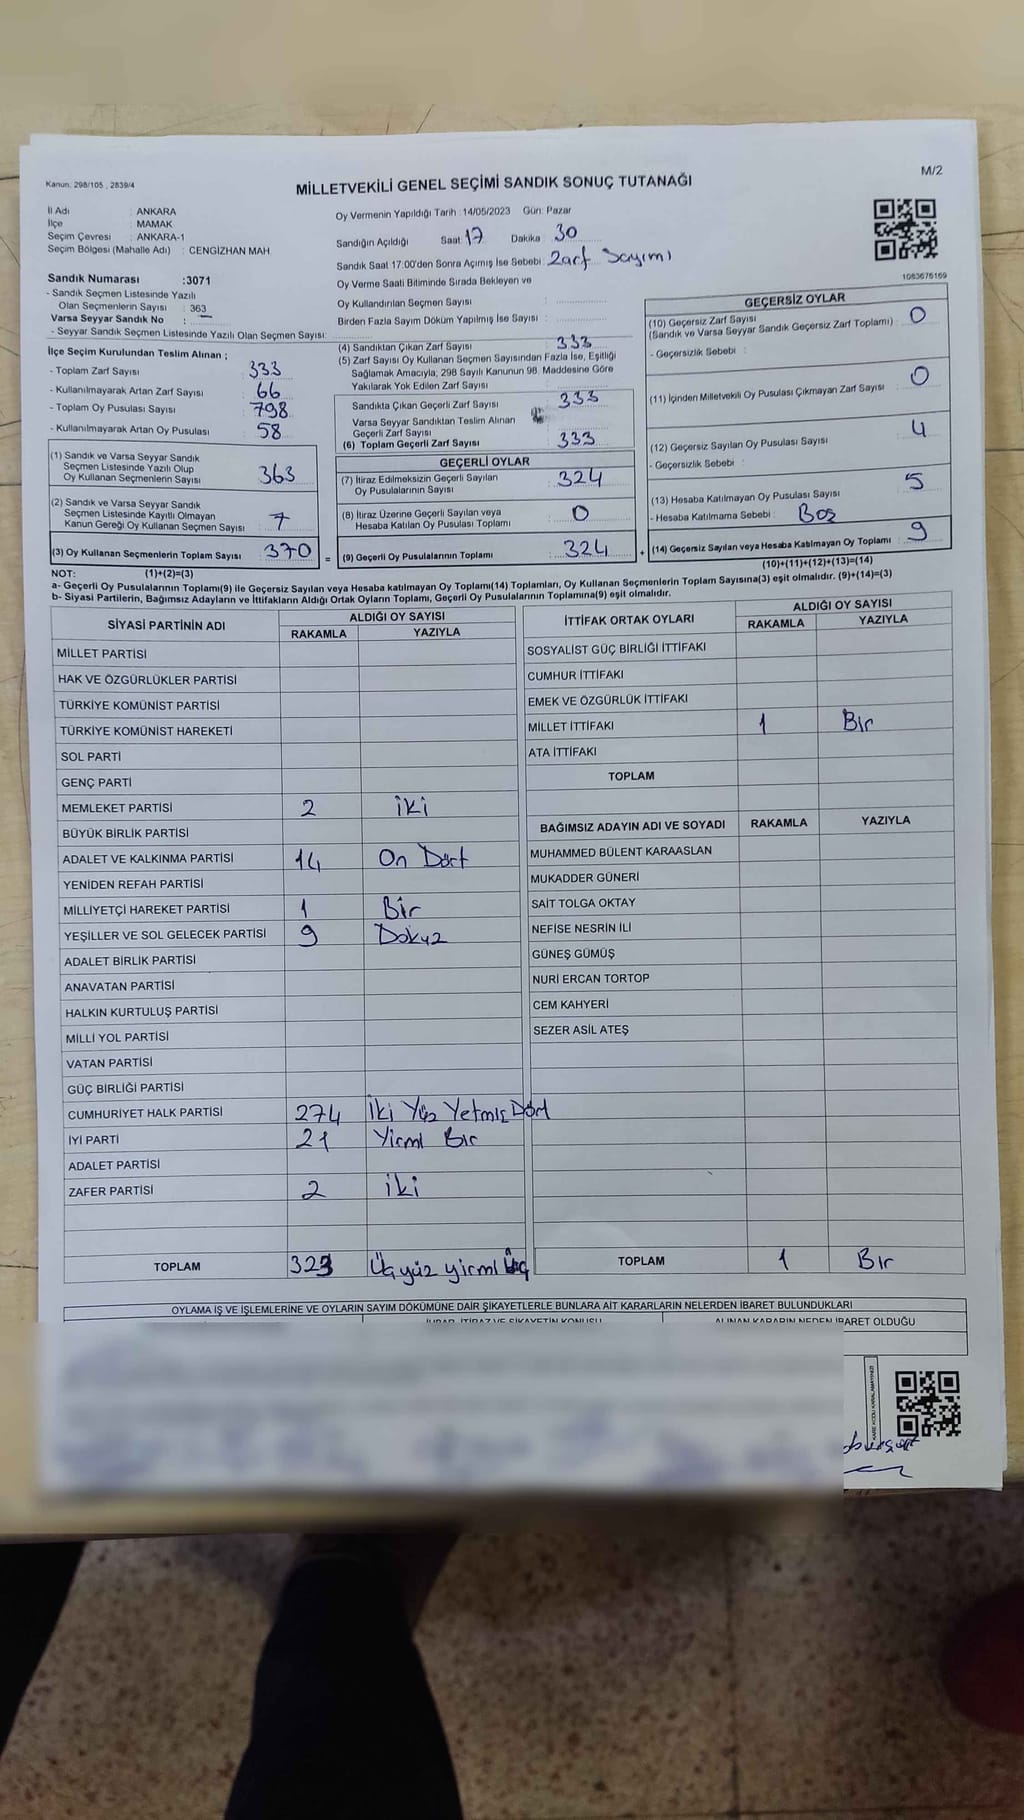 Kanun: 298/105 , 2839/4
M/2
MİLLETVEKİLİ GENEL SEÇİMİ SANDIK SONUÇ TUTANAĞI
İl Adı : ANKARA
İlçe : MAMAK
Seçim Çevresi : ANKARA-1
Seçim Bölgesi (Mahalle Adı) : CENGİZHAN MAH
Sandık Numarası :3071
- Sandık Seçmen Listesinde Yazılı
Olan Seçmenlerin Sayısı : 363
Varsa Seyyar Sandık No :
- Seyyar Sandık Seçmen Listesinde Yazılı Olan Seçmen Sayısı:
Oy Vermenin Yapıldığı Tarih :14/05/2023 Gün: Pazar
Sandığın Açıldığı Saat: 17 Dakika 30
Sandık Saat 17:00'den Sonra Açımış İse Sebebi: Zarf Sayımı
Oy Verme Saati Bitiminde Sırada Bekleyen ve
Oy Kullandırılan Seçmen Sayısı :
Birden Fazla Sayım Döküm Yapılmış İse Sayısı :
1083676169
İlçe Seçim Kurulundan Teslim Alınan ;
- Toplam Zarf Sayısı : 333
- Kullanılmayarak Artan Zarf Sayısı : 66
- Toplam Oy Pusulası Sayısı : 798
- Kullanılmayarak Artan Oy Pusulası : 58
(1) Sandık ve Varsa Seyyar Sandık
Seçmen Listesinde Yazılı Olup
Oy Kullanan Seçmenlerin Sayısı : 363
(2) Sandık ve Varsa Seyyar Sandık
Seçmen Listesinde Kayıtlı Olmayan
Kanun Gereği Oy Kullanan Seçmen Sayısı : 7
(3) Oy Kullanan Seçmenlerin Toplam Sayısı : 370 =
(4) Sandıktan Çıkan Zarf Sayısı : 333
(5) Zarf Sayısı Oy Kullanan Seçmen Sayısından Fazla İse, Eşitliği
Sağlamak Amacıyla, 298 Sayılı Kanunun 98. Maddesine Göre
Yakılarak Yok Edilen Zarf Sayısı :
Sandıkta Çıkan Geçerli Zarf Sayısı : 333
Varsa Seyyar Sandıktan Teslim Alınan
Geçerli Zarf Sayısı :
(6) Toplam Geçerli Zarf Sayısı : 333
GEÇERLİ OYLAR
(7) İtiraz Edilmeksizin Geçerli Sayılan
Oy Pusulalarının Sayısı : 324
(8) İtiraz Üzerine Geçerli Sayılan veya
Hesaba Katılan Oy Pusulası Toplamı : 0
(9) Geçerli Oy Pusulalarının Toplamı : 324 +
GEÇERSİZ OYLAR
(10) Geçersiz Zarf Sayısı
(Sandık ve Varsa Seyyar Sandık Geçersiz Zarf Toplamı) : 0
- Geçersizlik Sebebi :
(11) İçinden Milletvekili Oy Pusulası Çıkmayan Zarf Sayısı : 0
(12) Geçersiz Sayılan Oy Pusulası Sayısı : 4
- Geçersizlik Sebebi :
(13) Hesaba Katılmayan Oy Pusulası Sayısı : 5
- Hesaba Katılmama Sebebi : Boş
(14) Geçersiz Sayılan veya Hesaba Katılmayan Oy Toplamı : 9
NOT: (1)+(2)=(3)
(10)+(11)+(12)+(13)=(14)
a- Geçerli Oy Pusulalarının Toplamı(9) ile Geçersiz Sayılan veya Hesaba katılmayan Oy Toplamı(14) Toplamları, Oy Kullanan Seçmenlerin Toplam Sayısına(3) eşit olmalıdır. (9)+(14)=(3)
b- Siyasi Partilerin, Bağımsız Adayların ve İttifakların Aldığı Ortak Oyların Toplamı, Geçerli Oy Pusulalarının Toplamına(9) eşit olmalıdır.
SİYASİ PARTİNİN ADI ALDIĞI OY SAYISI
RAKAMLA YAZIYLA
MİLLET PARTİSİ
HAK VE ÖZGÜRLÜKLER PARTİSİ
TÜRKİYE KOMÜNİST PARTİSİ
TÜRKİYE KOMÜNİST HAREKETİ
SOL PARTİ
GENÇ PARTİ
MEMLEKET PARTİSİ 2 iki
BÜYÜK BİRLİK PARTİSİ
ADALET VE KALKINMA PARTİSİ 14 On Dört
YENİDEN REFAH PARTİSİ
MİLLİYETÇİ HAREKET PARTİSİ 1 Bir
YEŞİLLER VE SOL GELECEK PARTİSİ 9 Dokuz
ADALET BİRLİK PARTİSİ
ANAVATAN PARTİSİ
HALKIN KURTULUŞ PARTİSİ
MİLLİ YOL PARTİSİ
VATAN PARTİSİ
GÜÇ BİRLİĞİ PARTİSİ
CUMHURİYET HALK PARTİSİ 274 İki Yüz Yetmiş Dört
İYİ PARTİ 21 Yirmi Bir
ADALET PARTİSİ
ZAFER PARTİSİ 2 iki
TOPLAM 323 Üçyüz yirmi üç
İTTİFAK ORTAK OYLARI ALDIĞI OY SAYISI
RAKAMLA YAZIYLA
SOSYALİST GÜÇ BİRLİĞİ İTTİFAKI
CUMHUR İTTİFAKI
EMEK VE ÖZGÜRLÜK İTTİFAKI
MİLLET İTTİFAKI 1 Bir
ATA İTTİFAKI
TOPLAM
BAĞIMSIZ ADAYIN ADI VE SOYADI RAKAMLA YAZIYLA
MUHAMMED BÜLENT KARAASLAN
MUKADDER GÜNERİ
SAİT TOLGA OKTAY
NEFİSE NESRİN İLİ
GÜNEŞ GÜMÜŞ
NURİ ERCAN TORTOP
CEM KAHYERİ
SEZER ASİL ATEŞ
TOPLAM 1 Bir
OYLAMA İŞ VE İŞLEMLERİNE VE OYLARIN SAYIM DÖKÜMÜNE DAİR ŞİKAYETLERLE BUNLARA AİT KARARLARIN NELERDEN İBARET BULUNDUKLARI
İHBAR, İTİRAZ VE ŞİKAYETİN KONUSU ALINAN KARARIN NEDEN İBARET OLDUĞU
KARE KODU KARALAMAYINIZ!